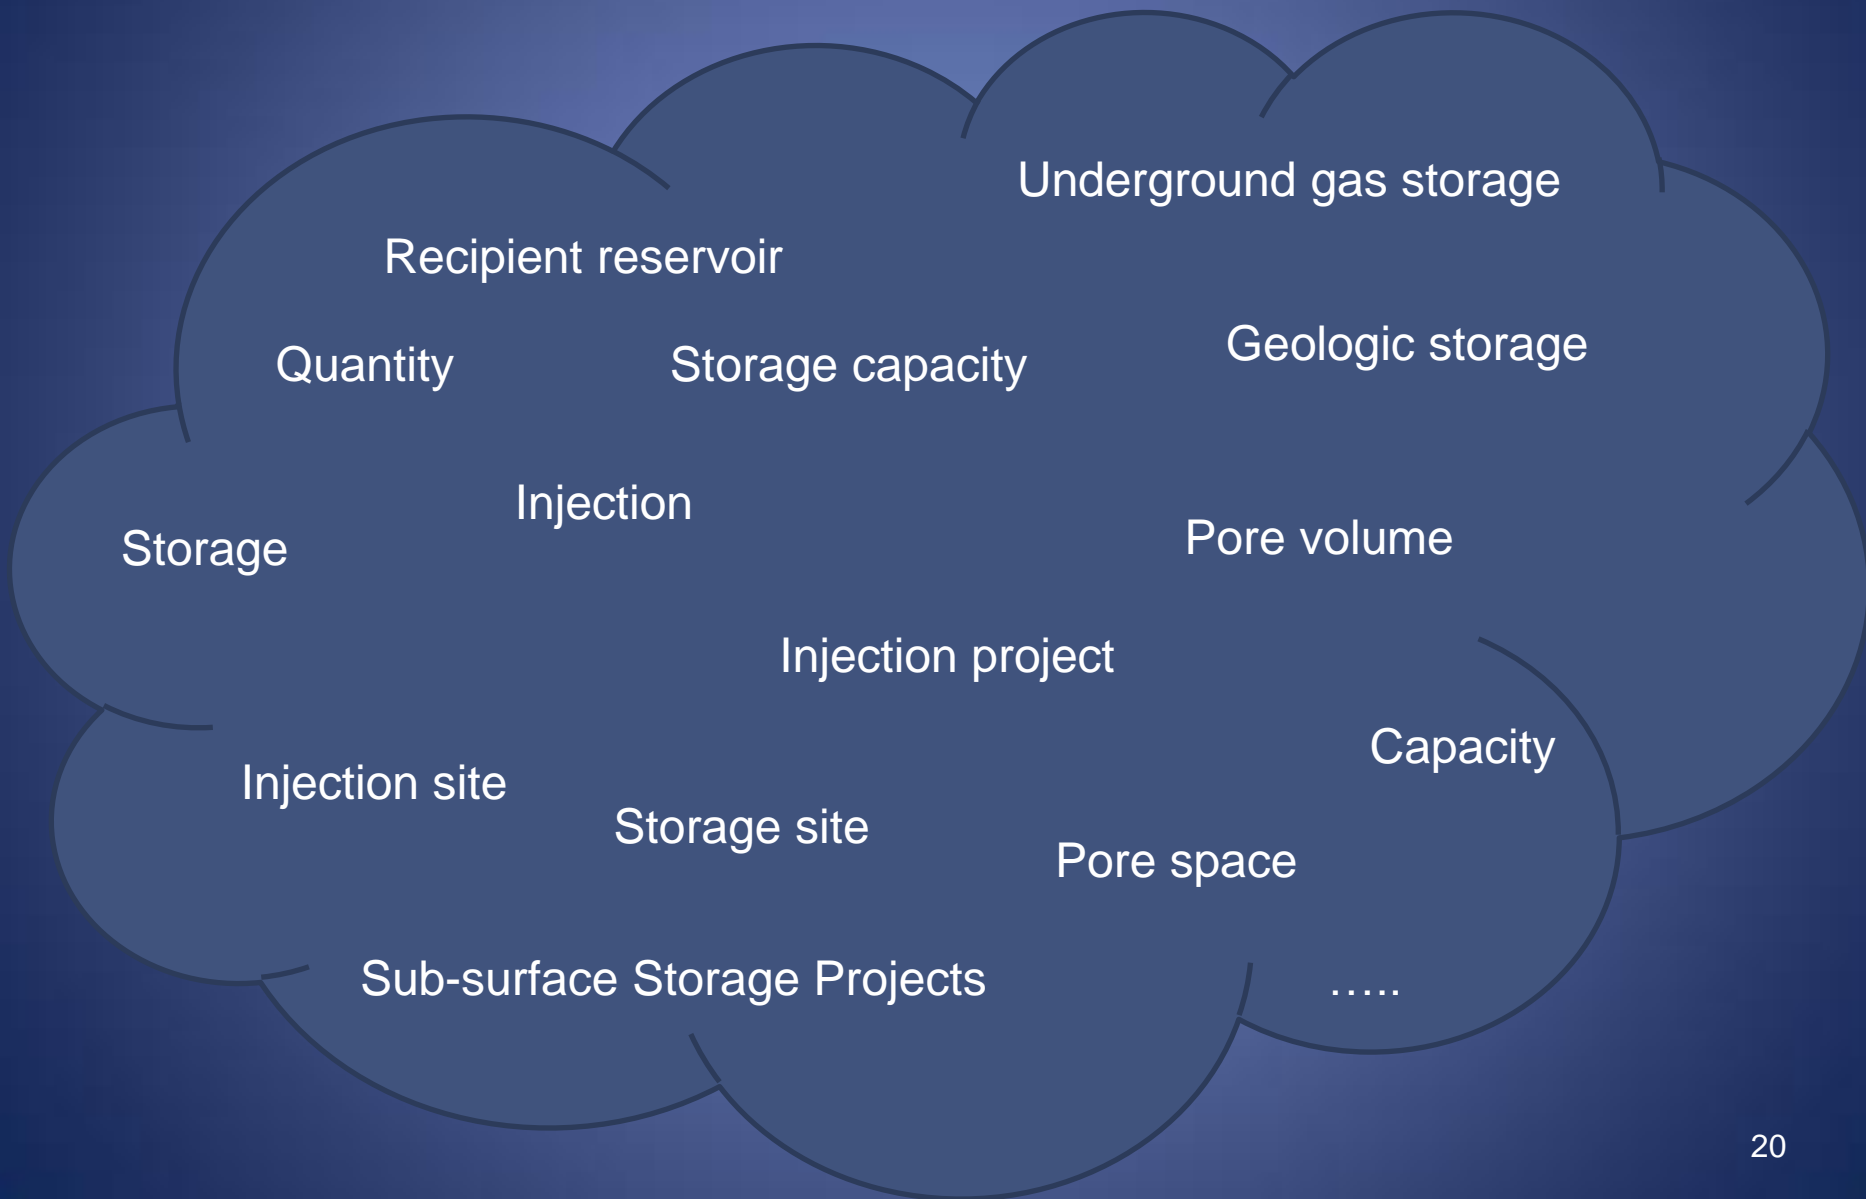 Underground gas storage
Recipient reservoir
Geologic storage
Quantity
Storage capacity
Injection
Pore volume
Storage
Injection project
Capacity
Injection site
Storage site
Pore space
Sub-surface Storage Projects
…..
20